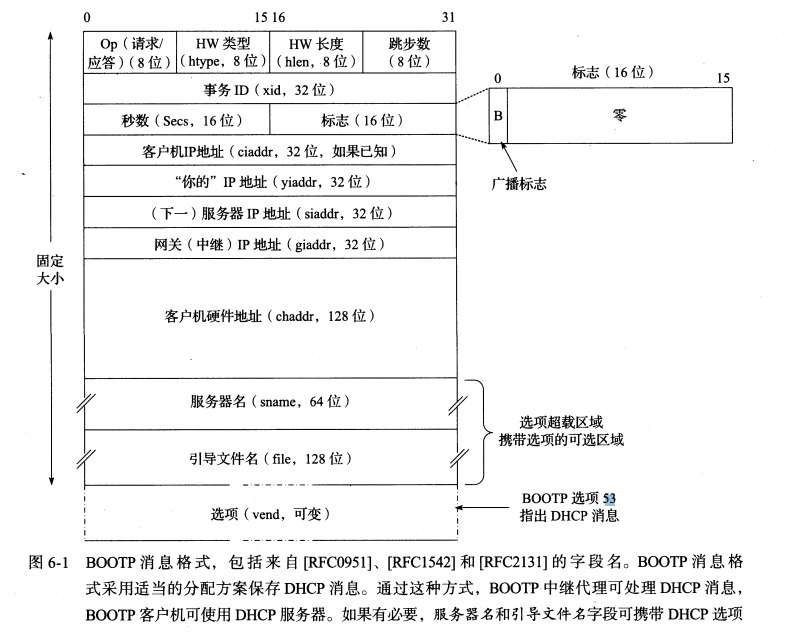 0 15 16 31
Op（请求/应答）（8 位） HW 类型（htype，8 位） HW 长度（hlen，8 位） 跳步数（8 位）
事务 ID（xid，32 位）
秒数（Secs，16 位） 标志（16 位）
客户机IP地址（ciaddr，32 位，如果已知）
“你的”IP 地址（yiaddr，32 位）
（下一）服务器 IP 地址（siaddr，32 位）
网关（中继）IP 地址（giaddr，32 位）
客户机硬件地址（chaddr，128 位）
服务器名（sname，64 位）
引导文件名（file，128 位）
选项（vend，可变）
固定
大小
0 标志（16 位） 15
B 零
广播标志
选项超载区域
携带选项的可选区域
BOOTP 选项 53
指出 DHCP 消息
图 6-1 BOOTP 消息格式，包括来自 [RFC0951]、[RFC1542] 和 [RFC2131] 的字段名。BOOTP 消息格
式采用适当的分配方案保存 DHCP 消息。通过这种方式，BOOTP 中继代理可处理 DHCP 消息，
BOOTP 客户机可使用 DHCP 服务器。如果有必要，服务器名和引导文件名字段可携带 DHCP 选项